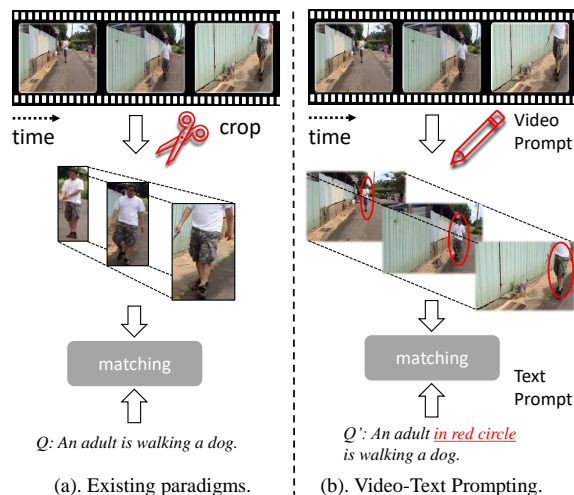 time
crop
matching
Q: An adult is walking a dog.
(a). Existing paradigms.
time
Video
Prompt
matching
Text
Prompt
Q': An adult in red circle
is walking a dog.
(b). Video-Text Prompting.